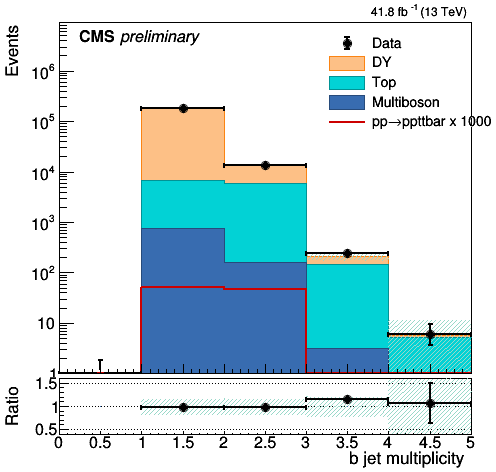 41.8 fb⁻¹ (13 TeV)
CMS preliminary
Events
Data
DY
Top
Multiboson
pp→ppttbar x 1000
10⁶
10⁵
10⁴
10³
10²
10
1
Ratio
1.5
1
0.5
0 0.5 1 1.5 2 2.5 3 3.5 4 4.5 5
b jet multiplicity